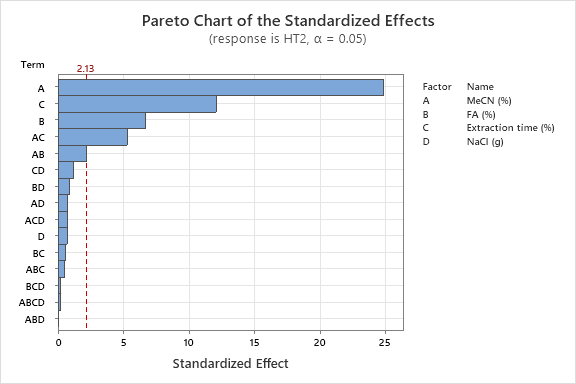 Pareto Chart of the Standardized Effects
(response is HT2, α = 0.05)
Term
2.13
A
C
B
AC
AB
CD
BD
AD
ACD
D
BC
ABC
BCD
ABCD
ABD
0 5 10 15 20 25
Standardized Effect
Factor Name
A MeCN (%)
B FA (%)
C Extraction time (%)
D NaCl (g)